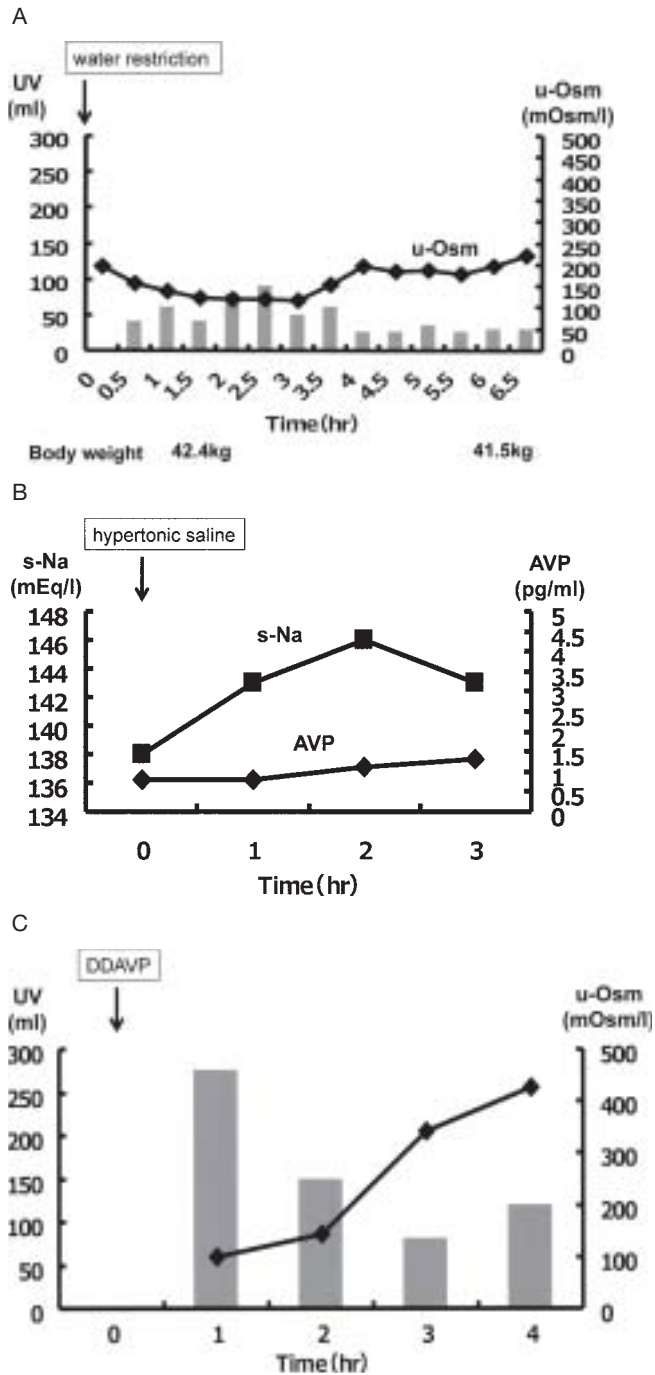 A
water restriction
UV
(ml)
u-Osm
(mOsm/l)
300
250
200
150
100
50
0
u-Osm
500
450
400
350
300
250
200
150
100
50
0
0 0.5 1 1.5 2 2.5 3 3.5 4 4.5 5 5.5 6 6.5
Time(hr)
Body weight 42.4kg 41.5kg
B
hypertonic saline
s-Na
(mEq/l)
AVP
(pg/ml)
148
146
144
142
140
138
136
134
s-Na
AVP
5
4.5
4
3.5
3
2.5
2
1.5
1
0.5
0
0 1 2 3
Time(hr)
C
DDAVP
UV
(ml)
u-Osm
(mOsm/l)
300
250
200
150
100
50
0
500
400
300
200
100
0
0 1 2 3 4
Time(hr)